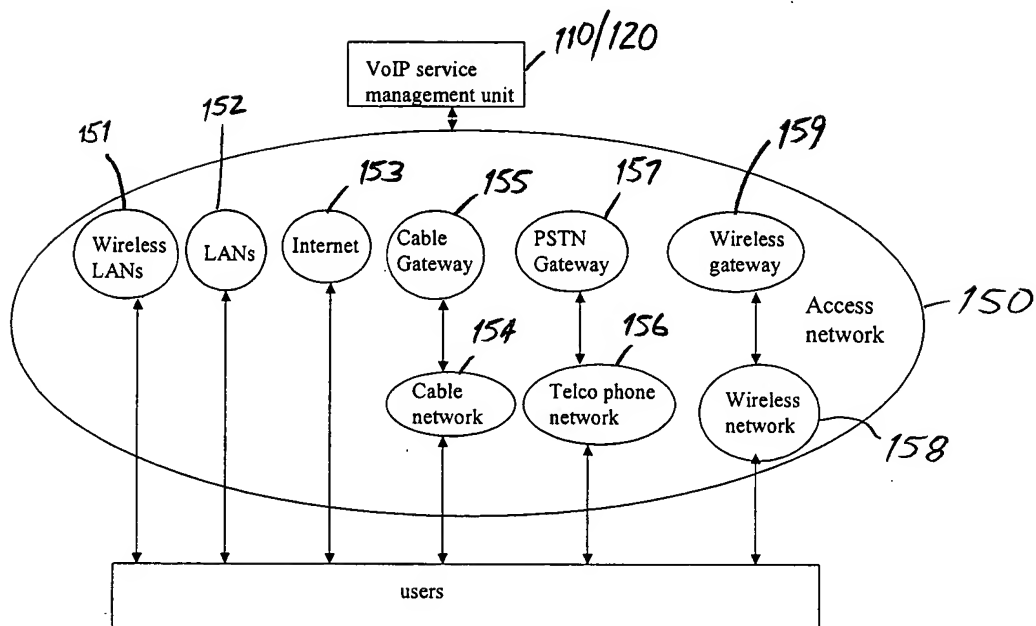 110/120
VoIP service
management unit
151
152
153
155
157
159
Wireless
LANs
LANs
Internet
Cable
Gateway
PSTN
Gateway
Wireless
gateway
150
Access
network
154
156
Cable
network
Telco phone
network
Wireless
network
158
users